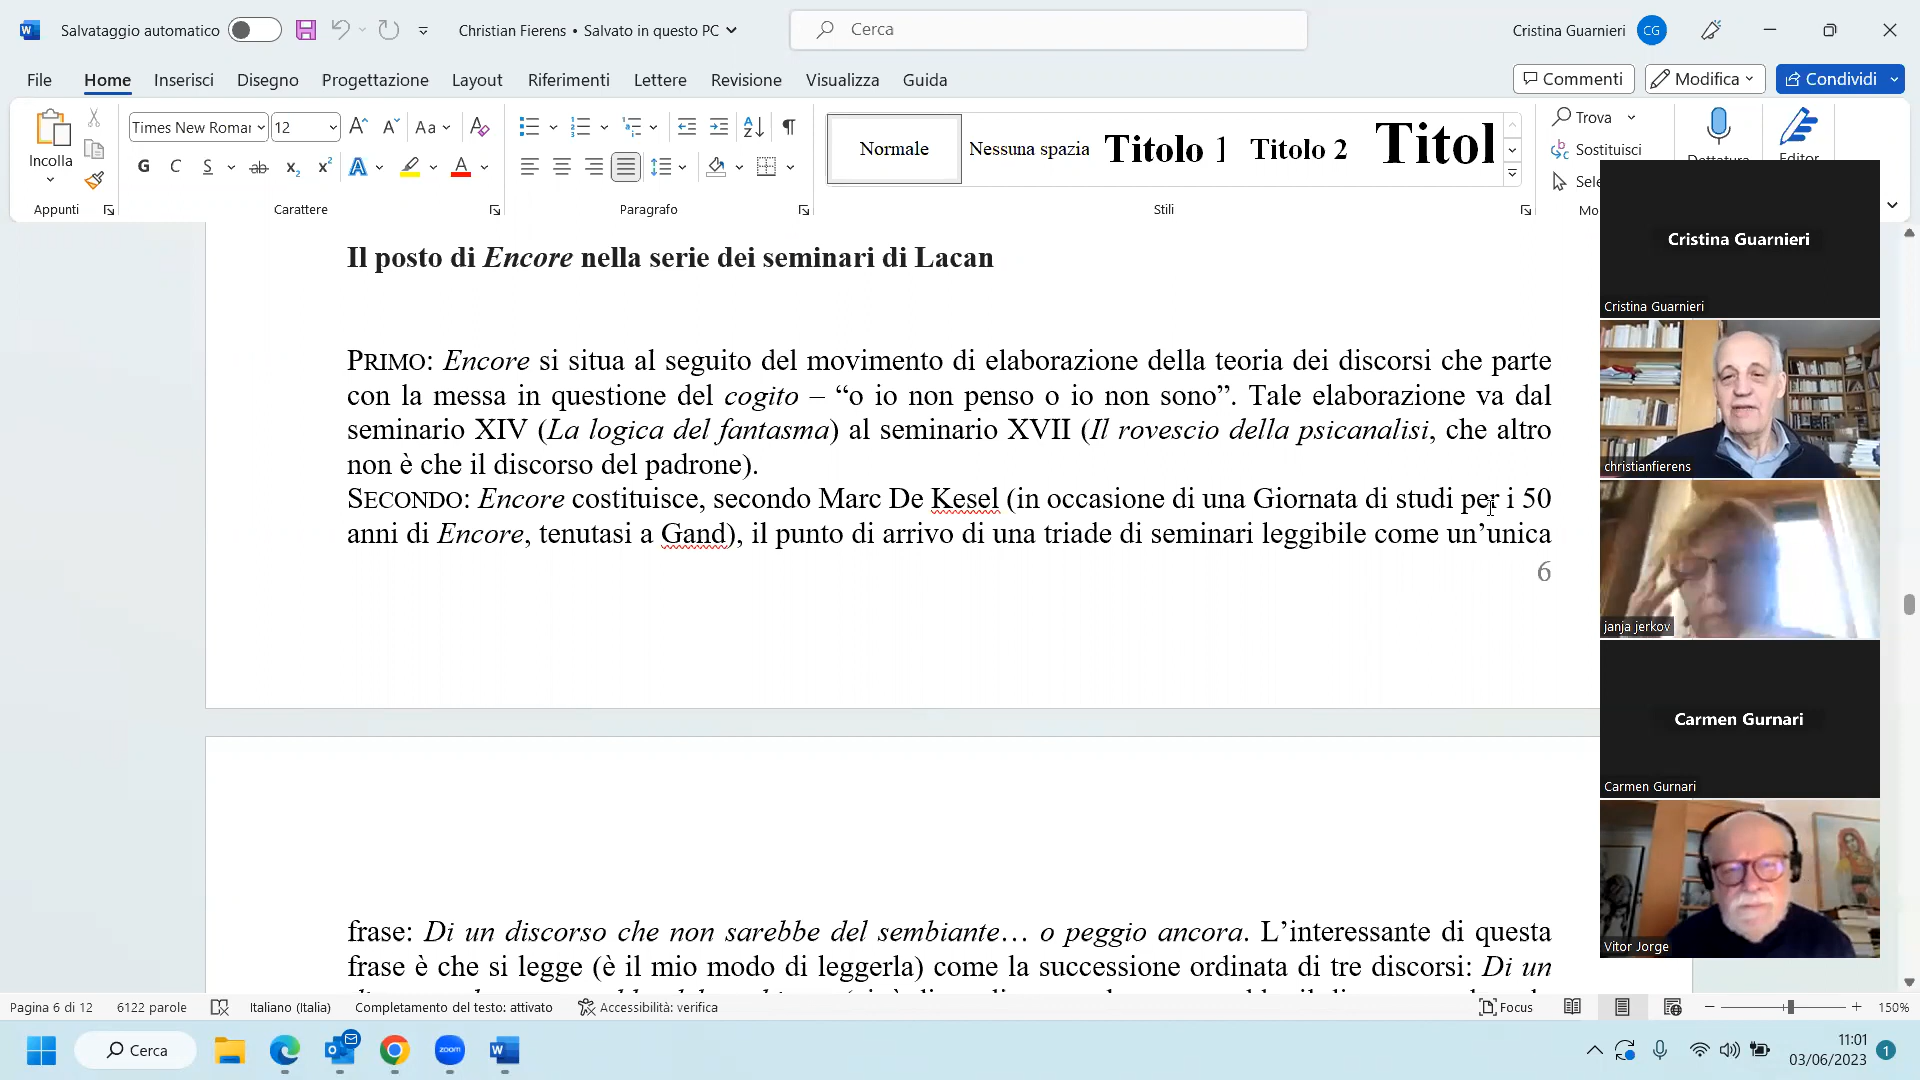 Salvataggio automatico
Christian Fierens • Salvato in questo PC
Cerca
Cristina Guarnieri
CG
File
Home
Inserisci
Disegno
Progettazione
Layout
Riferimenti
Lettere
Revisione
Visualizza
Guida
Commenti
Modifica
Condividi
Incolla
Times New Roman
12
Normale
Nessuna spazia
Titolo 1
Titolo 2
Titol
Trova
Sostituisci
Sele
Appunti
Carattere
Paragrafo
Stili
Mo
Il posto di Encore nella serie dei seminari di Lacan
PRIMO: Encore si situa al seguito del movimento di elaborazione della teoria dei discorsi che parte
con la messa in questione del cogito – “o io non penso o io non sono”. Tale elaborazione va dal
seminario XIV (La logica del fantasma) al seminario XVII (Il rovescio della psicanalisi, che altro
non è che il discorso del padrone).
SECONDO: Encore costituisce, secondo Marc De Kesel (in occasione di una Giornata di studi per i 50
anni di Encore, tenutasi a Gand), il punto di arrivo di una triade di seminari leggibile come un’unica
6
frase: Di un discorso che non sarebbe del sembiante… o peggio ancora. L’interessante di questa
frase è che si legge (è il mio modo di leggerla) come la successione ordinata di tre discorsi: Di un
Cristina Guarnieri
Cristina Guarnieri
christianfierens
janja jerkov
Carmen Gurnari
Carmen Gurnari
Vitor Jorge
Pagina 6 di 12
6122 parole
Italiano (Italia)
Completamento del testo: attivato
Accessibilità: verifica
Focus
150%
Cerca
zoom
11:01
03/06/2023
1